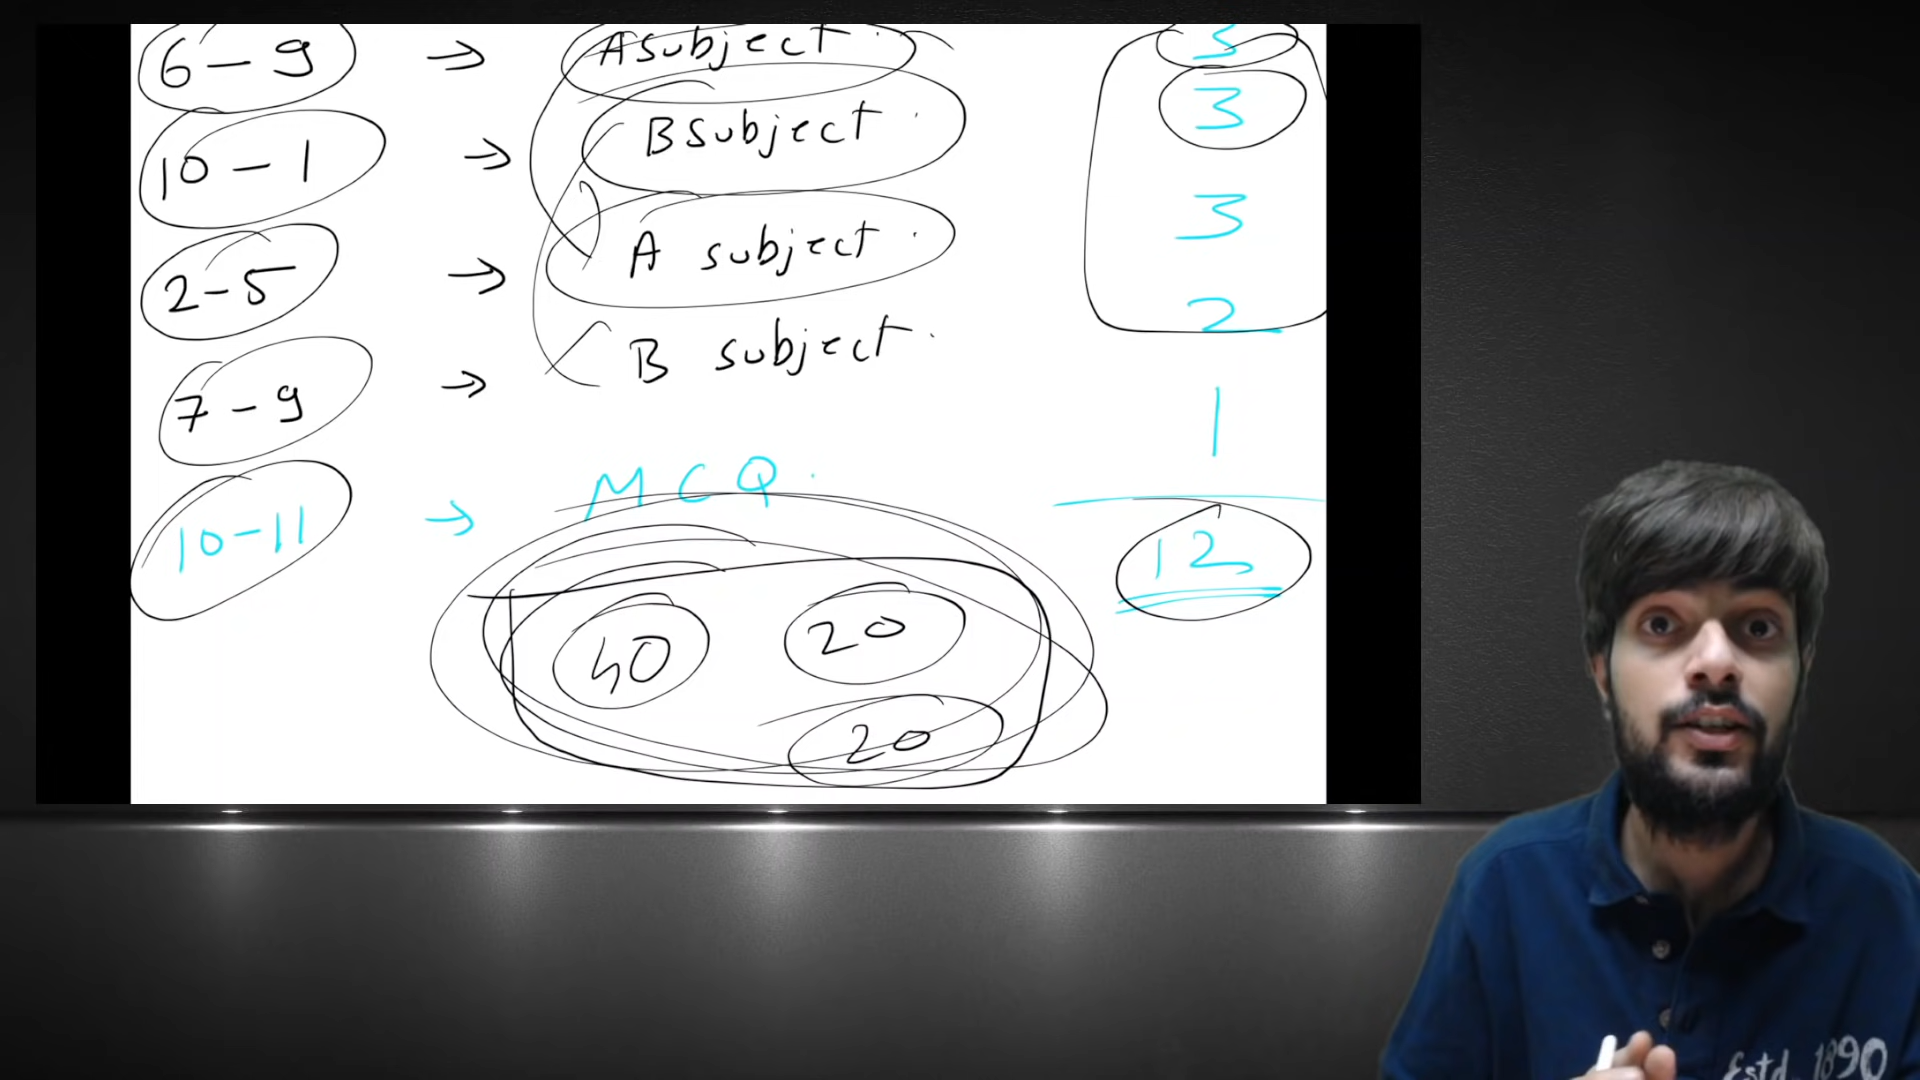 6 - 9 → A subject. 3
10 - 1 → B subject. 3
2 - 5 → A subject. 3
7 - 9 → B subject. 2
1
10 - 11 → MCQ.
12
40 20
20
Estd. 1890